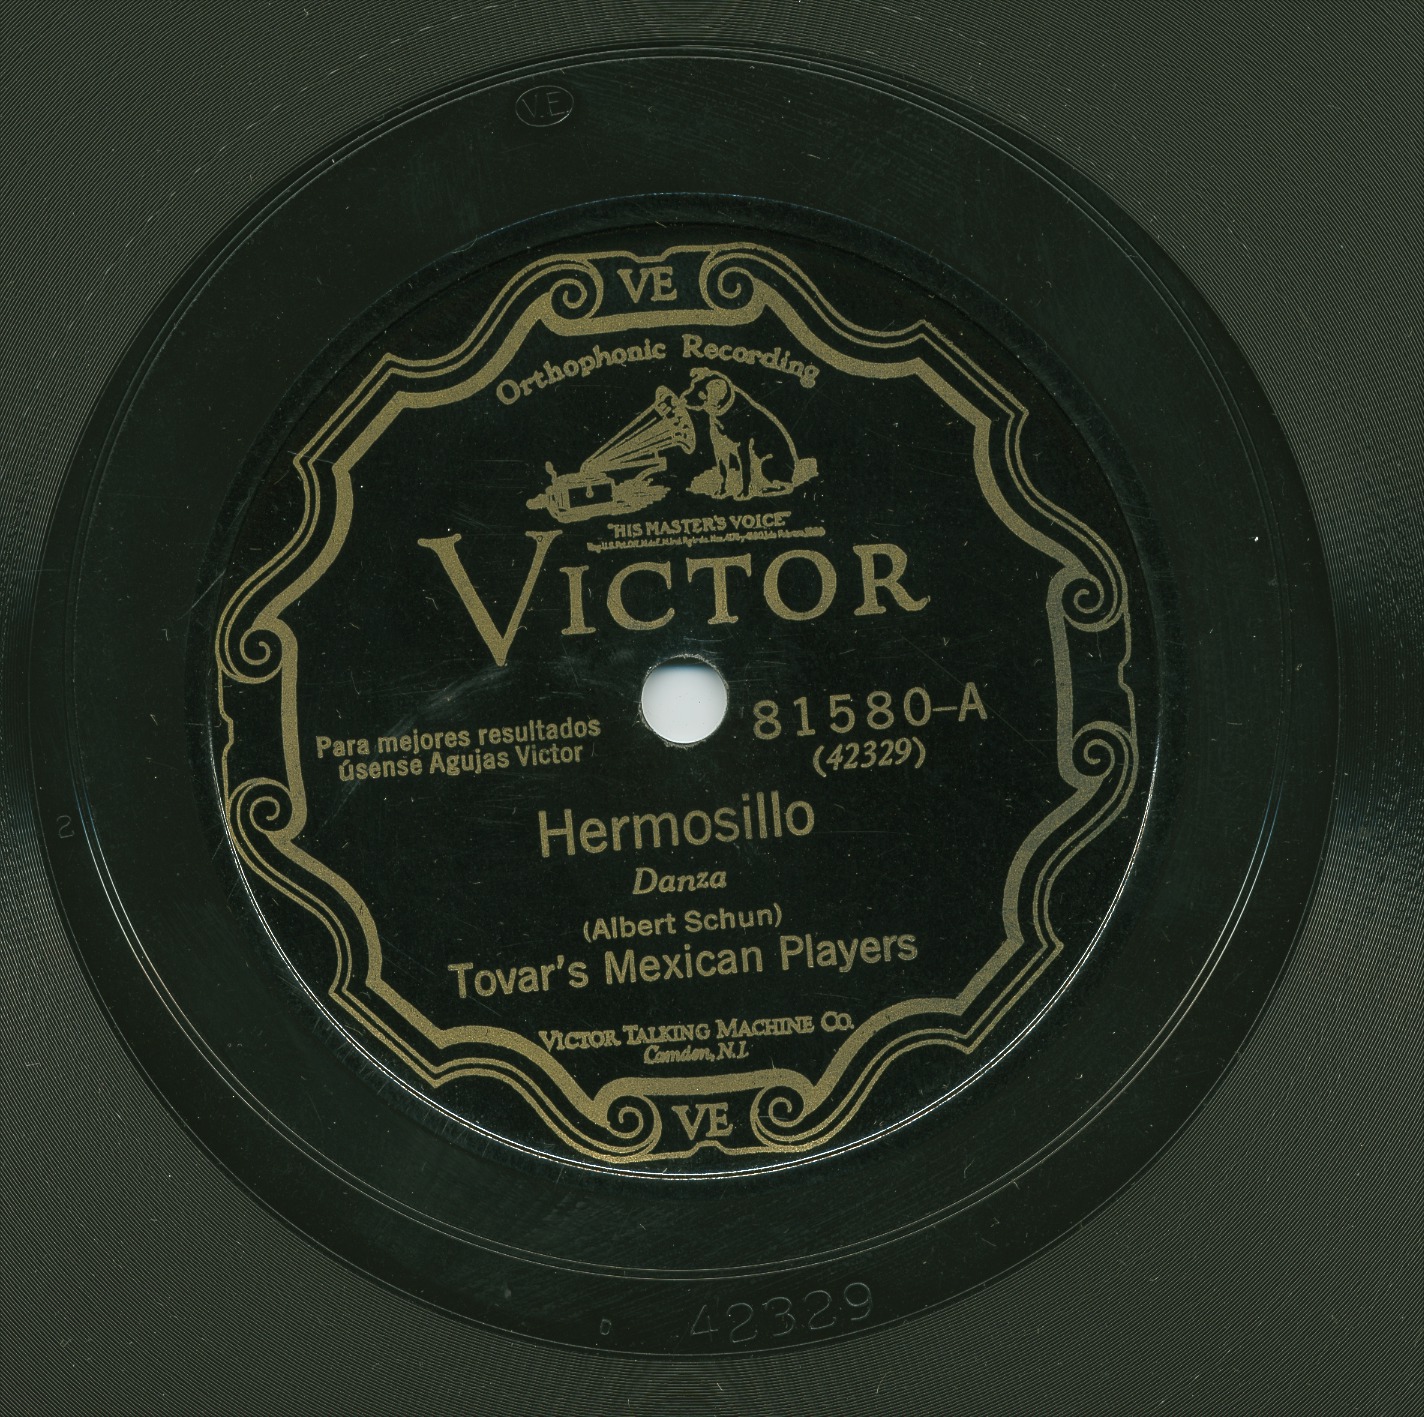 V.E.
VE
Orthophonic Recording
"HIS MASTER'S VOICE"
VICTOR
81580-A
(42329)
Para mejores resultados
úsense Agujas Victor
Hermosillo
Danza
(Albert Schun)
Tovar's Mexican Players
VICTOR TALKING MACHINE CO.
Camden, N.J.
VE
2
42329